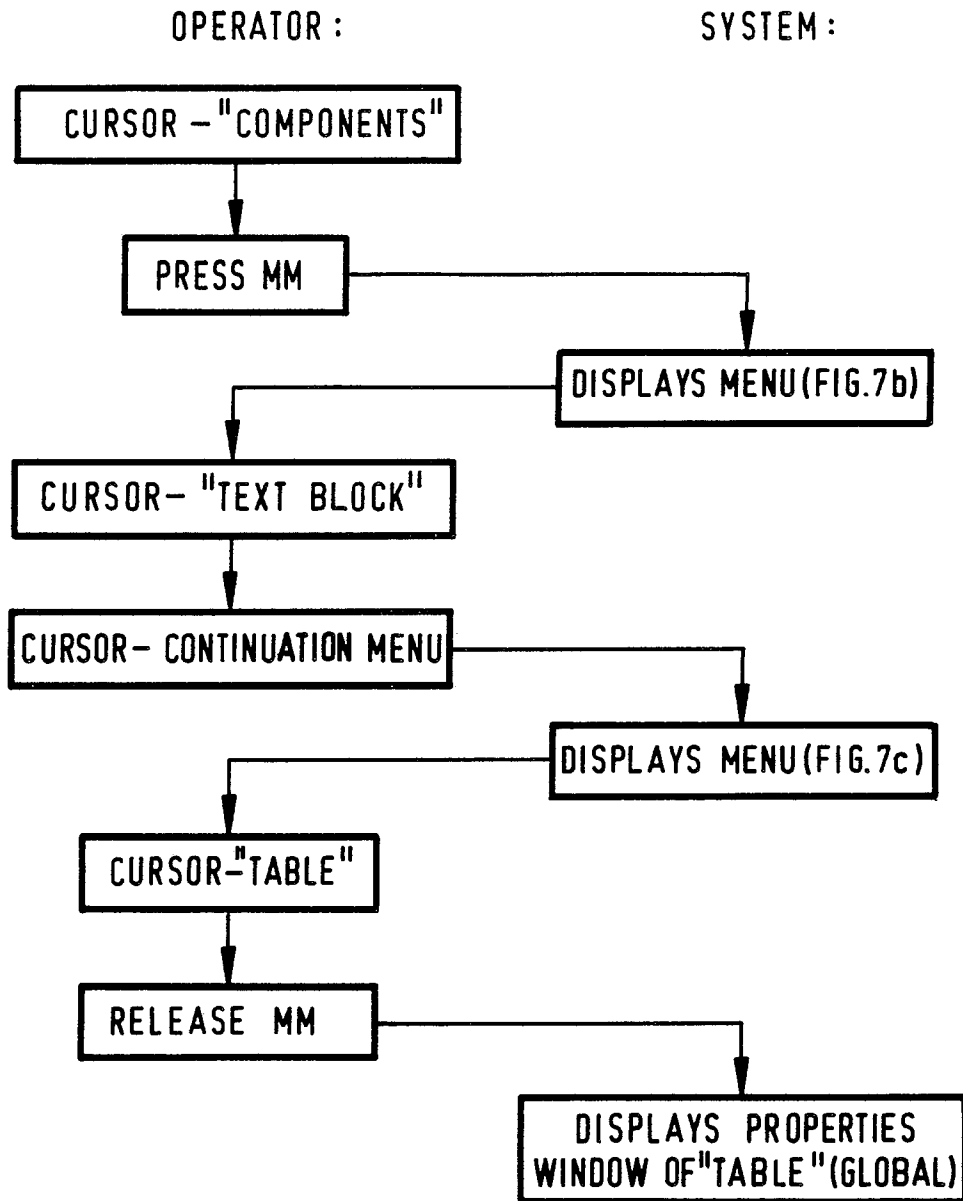 OPERATOR:
SYSTEM:
CURSOR - "COMPONENTS"
PRESS MM
DISPLAYS MENU (FIG. 7b)
CURSOR - "TEXT BLOCK"
CURSOR - CONTINUATION MENU
DISPLAYS MENU (FIG. 7c)
CURSOR - "TABLE"
RELEASE MM
DISPLAYS PROPERTIES
WINDOW OF "TABLE" (GLOBAL)